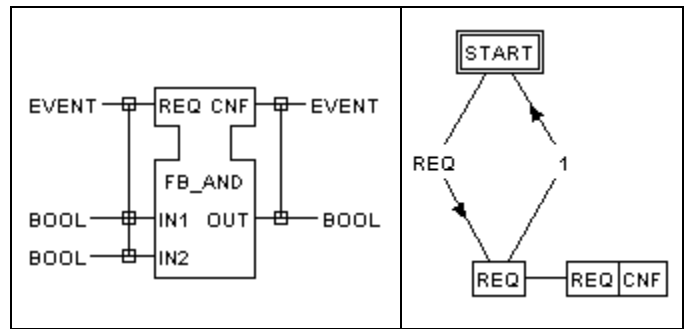 EVENT REQ CNF EVENT
FB_AND
BOOL IN1 OUT BOOL
BOOL IN2
START
REQ 1
REQ REQ CNF